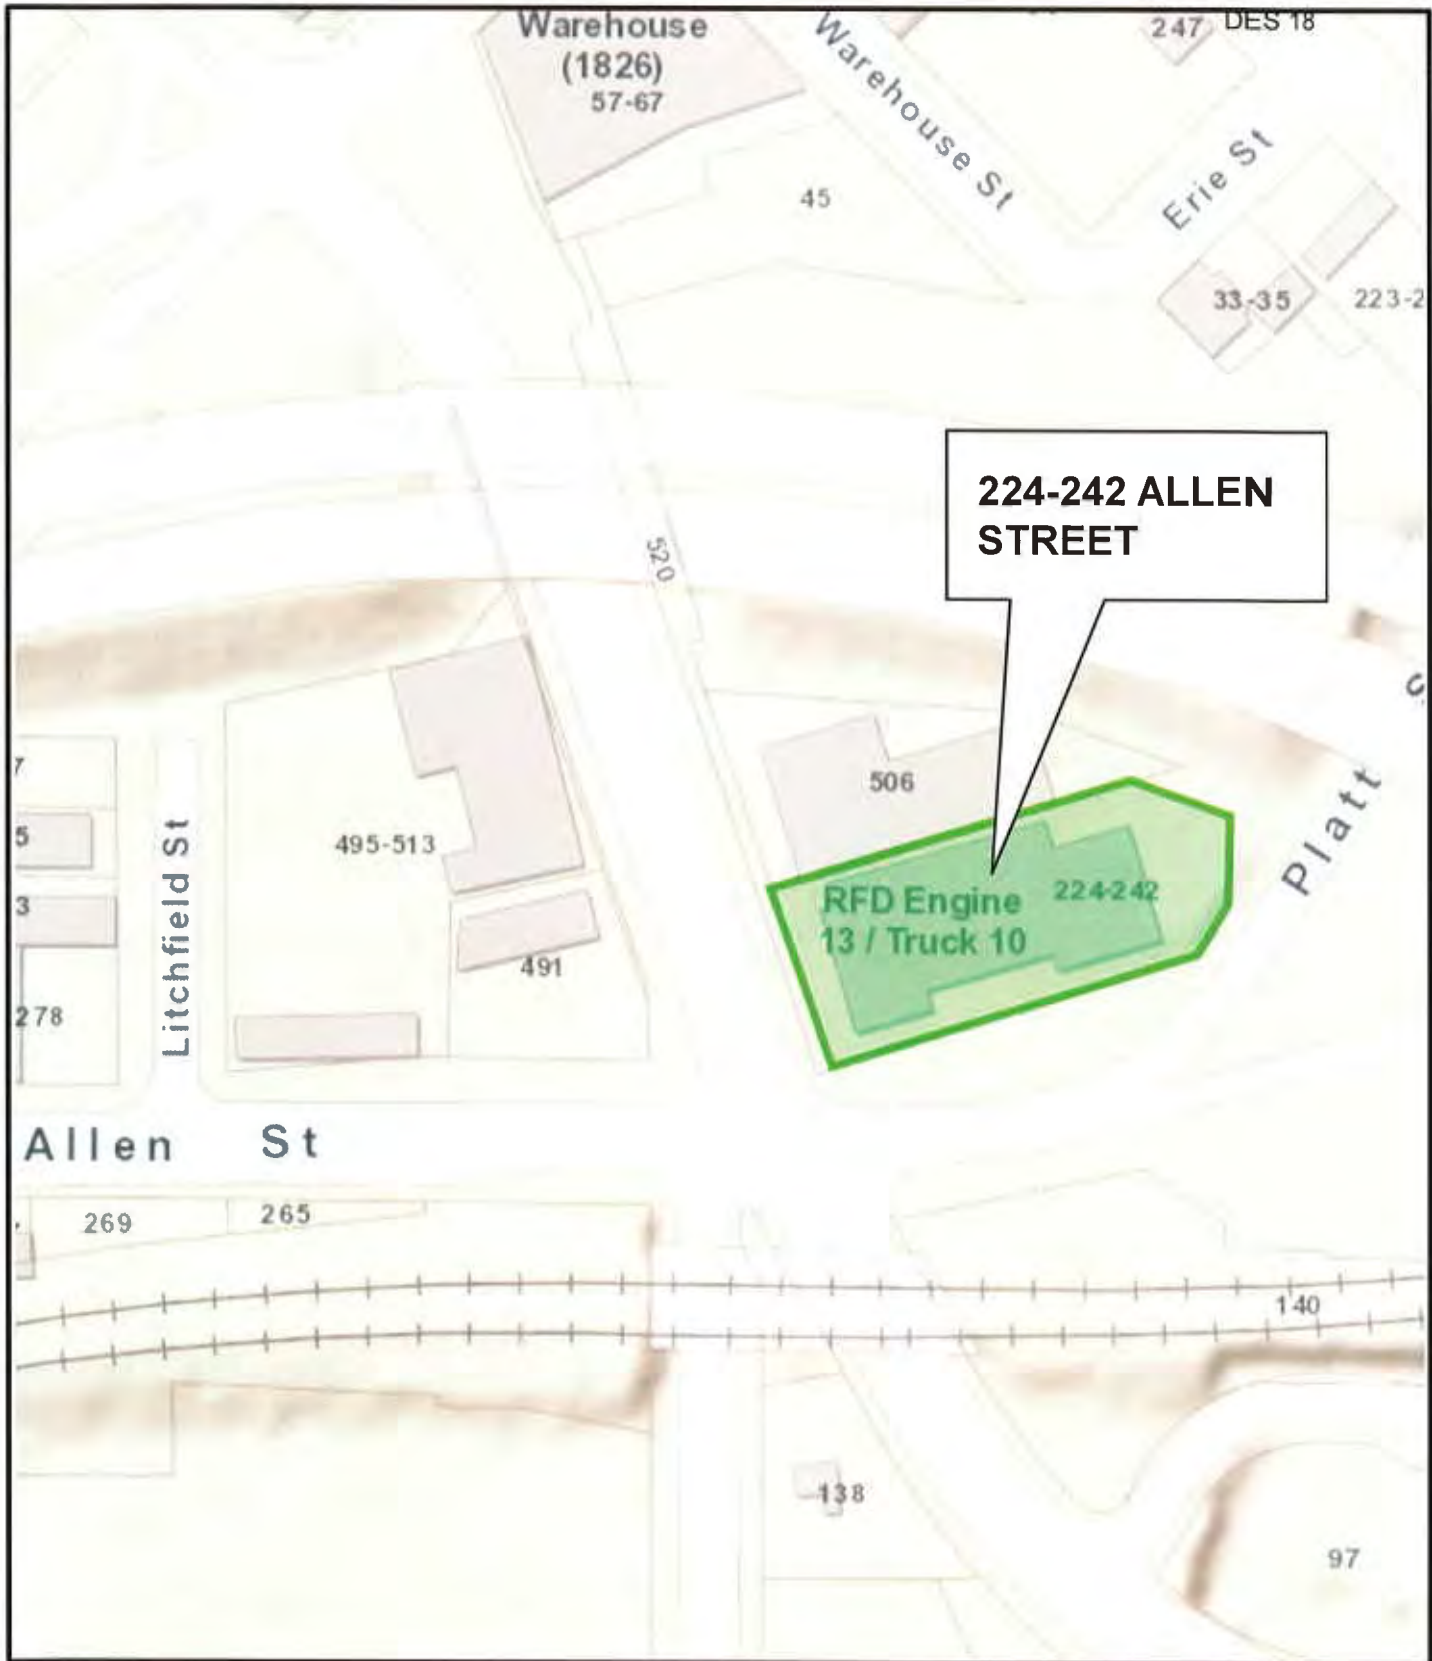 Warehouse
(1826)
57-67
Warehouse St
247
DES 18
Erie St
45
33-35
223-2
520
224-242 ALLEN
STREET
Platt S
7
5
3
278
Litchfield St
495-513
491
506
RFD Engine
13 / Truck 10
224-242
Allen St
269
265
140
138
97